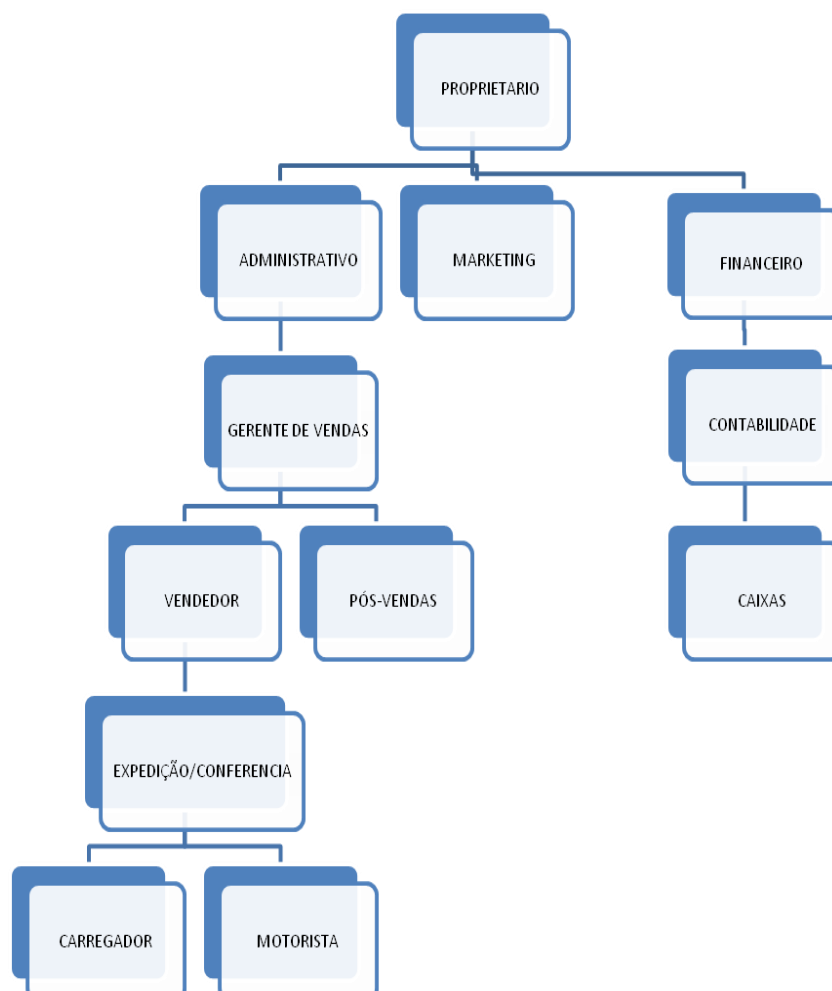 PROPRIETARIO
ADMINISTRATIVO
MARKETING
FINANCEIRO
GERENTE DE VENDAS
CONTABILIDADE
VENDEDOR
PÓS-VENDAS
CAIXAS
EXPEDIÇÃO/CONFERENCIA
CARREGADOR
MOTORISTA